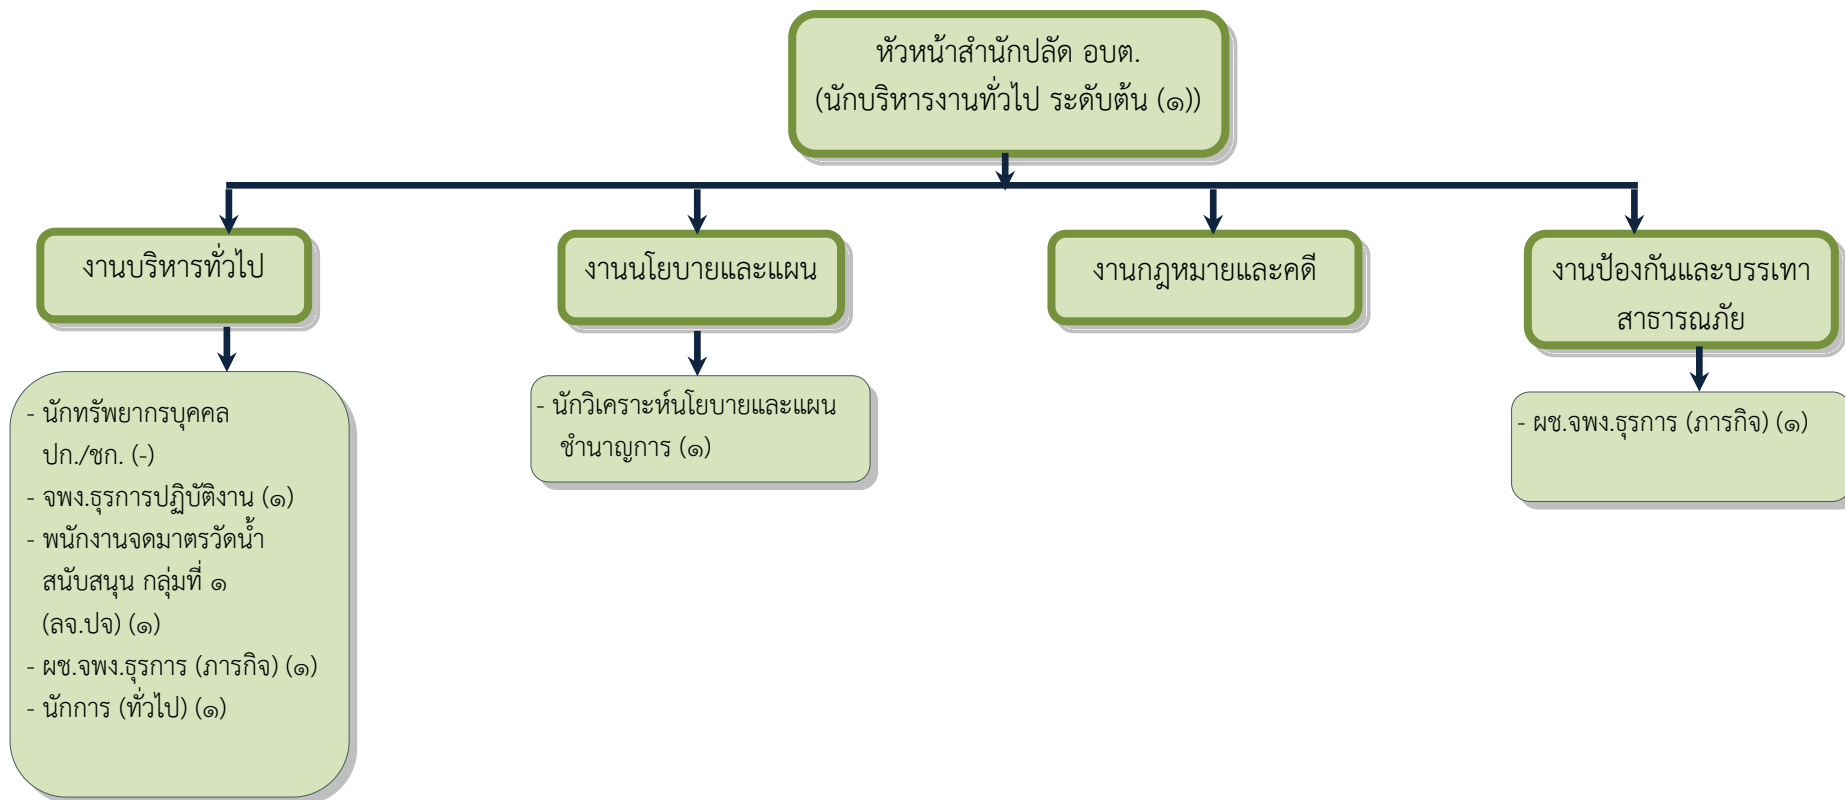 หัวหน้าสำนักปลัด อบต.
(นักบริหารงานทั่วไป ระดับต้น (๑))
งานบริหารทั่วไป
งานนโยบายและแผน
งานกฎหมายและคดี
งานป้องกันและบรรเทา
สาธารณภัย
- นักทรัพยากรบุคคล
ปก./ชก. (-)
- จพง.ธุรการปฏิบัติงาน (๑)
- พนักงานจดมาตรวัดน้ำ
สนับสนุน กลุ่มที่ ๑
(ลจ.ปจ) (๑)
- ผช.จพง.ธุรการ (ภารกิจ) (๑)
- นักการ (ทั่วไป) (๑)
- นักวิเคราะห์นโยบายและแผน
ชำนาญการ (๑)
- ผช.จพง.ธุรการ (ภารกิจ) (๑)